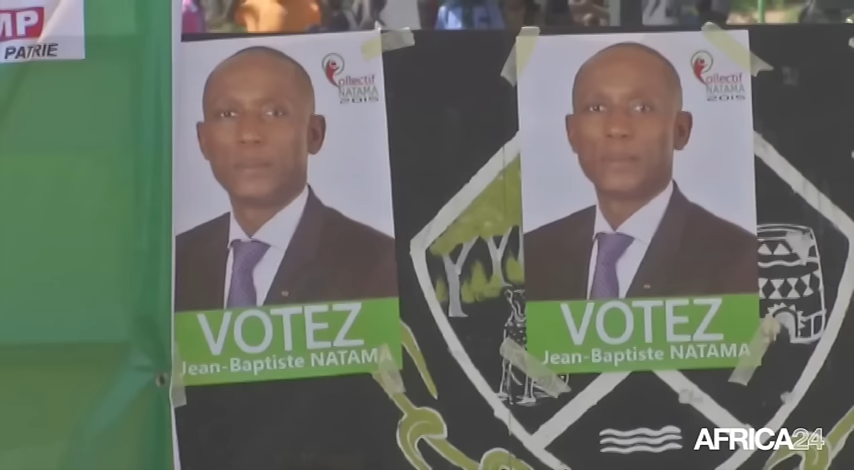 MP
PATRIE
Collectif
NATAMA
2015
VOTEZ
Jean-Baptiste NATAMA
Collectif
NATAMA
2015
VOTEZ
Jean-Baptiste NATAMA
AFRICA24